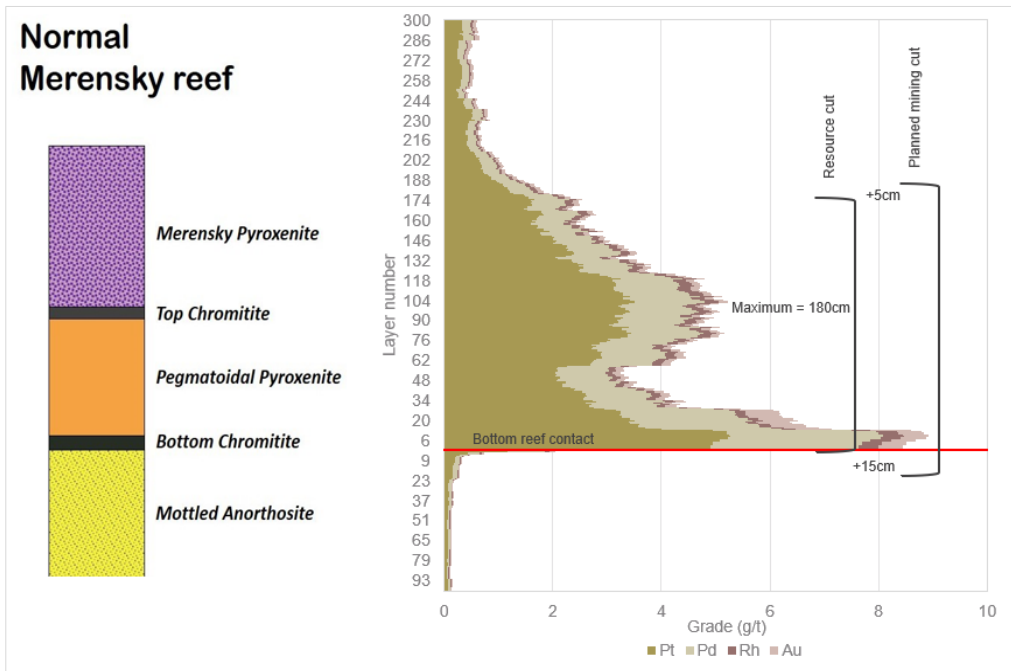 Normal
Merensky reef
Merensky Pyroxenite
Top Chromitite
Pegmatoidal Pyroxenite
Bottom Chromitite
Mottled Anorthosite
Layer number
300
286
272
258
244
230
216
202
188
174
160
146
132
118
104
90
76
62
48
34
20
6
9
23
37
51
65
79
93
Resource cut
Planned mining cut
+5cm
Maximum = 180cm
Bottom reef contact
+15cm
0
2
4
6
8
10
Grade (g/t)
Pt Pd Rh Au